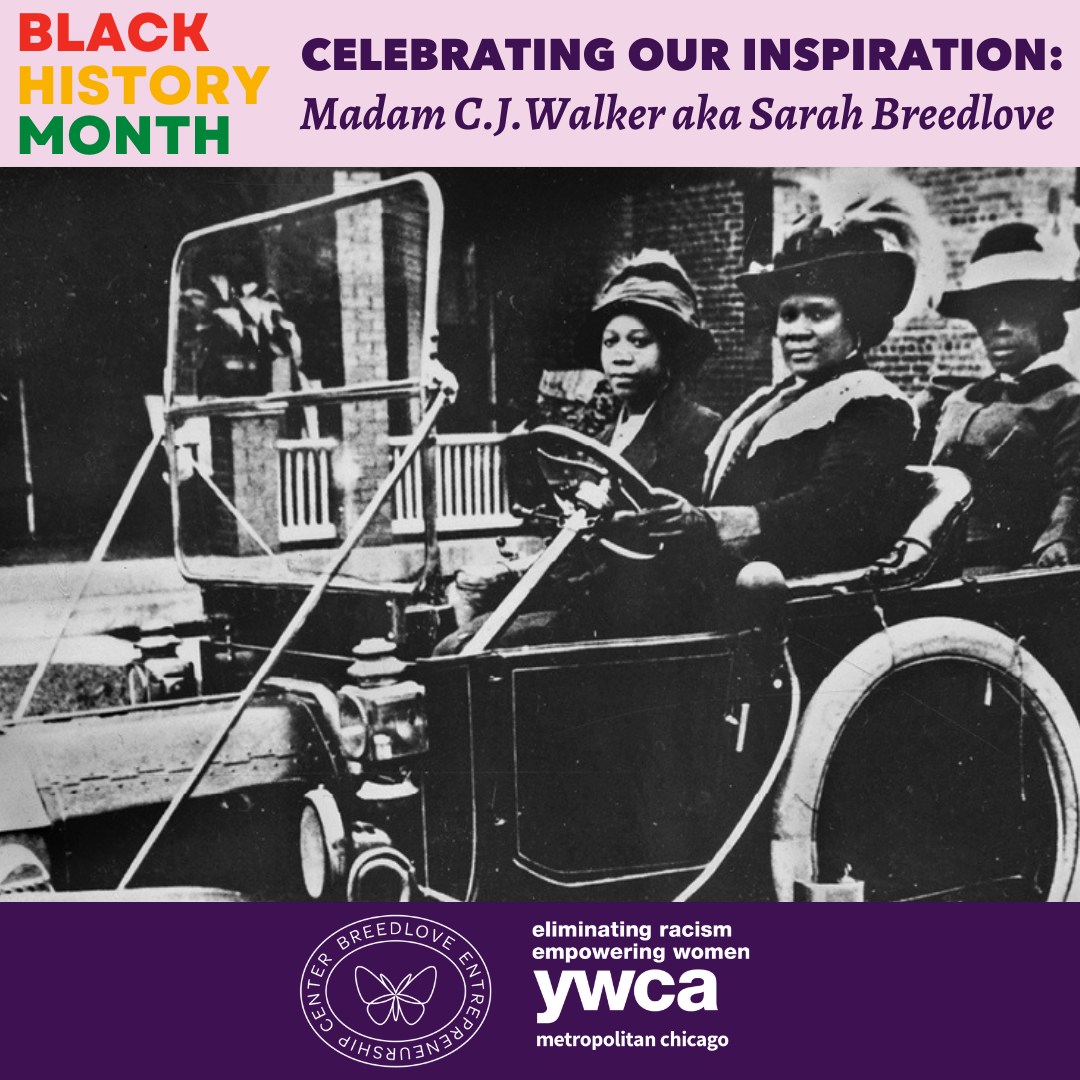 BLACK
HISTORY
MONTH
CELEBRATING OUR INSPIRATION:
Madam C.J.Walker aka Sarah Breedlove
BREEDLOVE ENTREPRENEURSHIP CENTER
eliminating racism
empowering women
ywca
metropolitan chicago